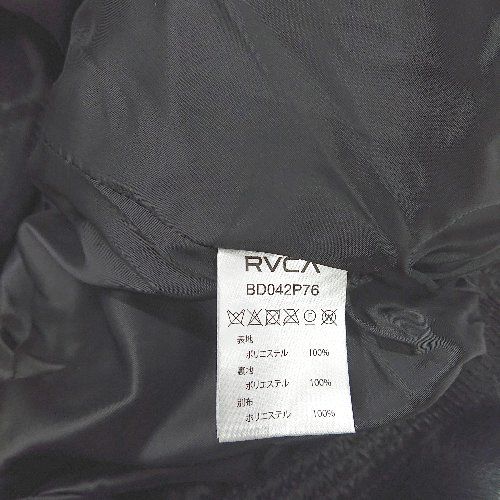 RVCA
BD042P76
表地
ポリエステル 100%
裏地
ポリエステル 100%
別布
ポリエステル 100%